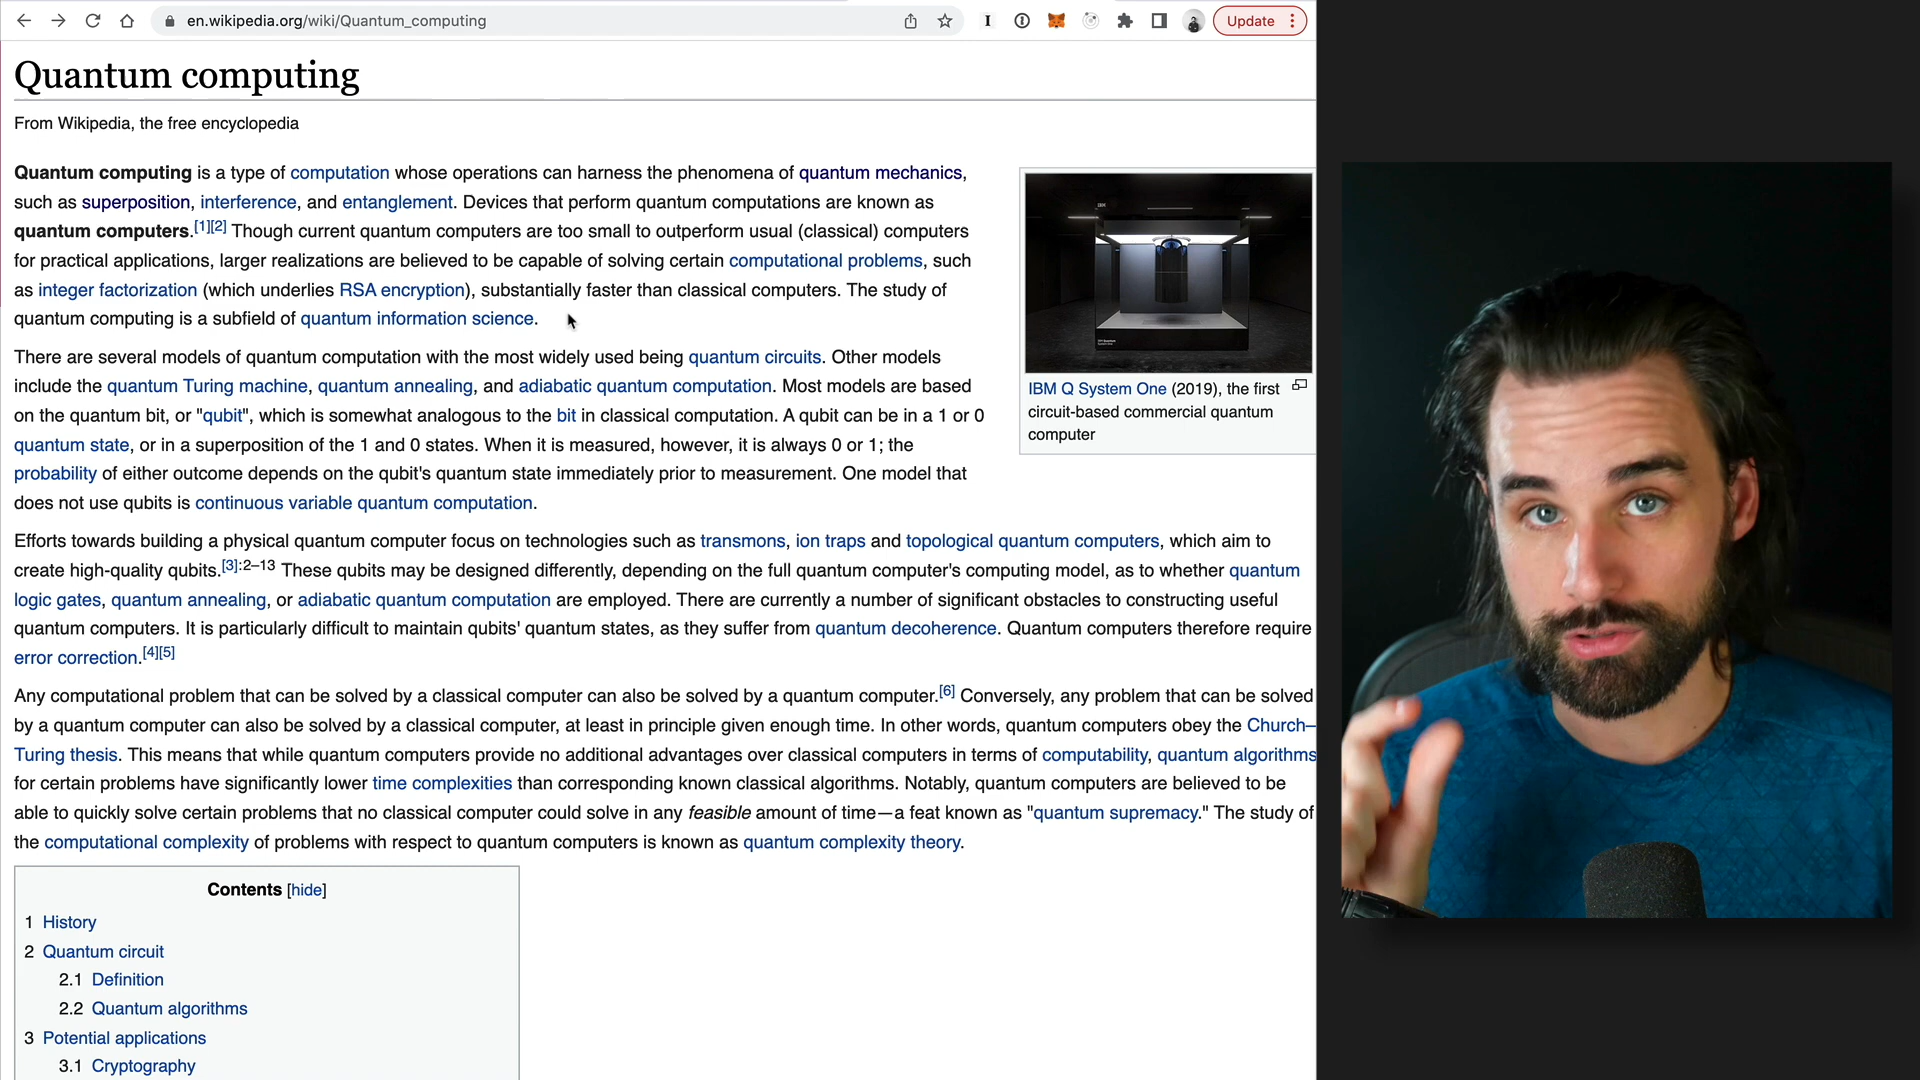 en.wikipedia.org/wiki/Quantum_computing
Update
Quantum computing
From Wikipedia, the free encyclopedia
Quantum computing is a type of computation whose operations can harness the phenomena of quantum mechanics,
such as superposition, interference, and entanglement. Devices that perform quantum computations are known as
quantum computers.[1][2] Though current quantum computers are too small to outperform usual (classical) computers
for practical applications, larger realizations are believed to be capable of solving certain computational problems, such
as integer factorization (which underlies RSA encryption), substantially faster than classical computers. The study of
quantum computing is a subfield of quantum information science.
IBM Q System One (2019), the first
circuit-based commercial quantum
computer
There are several models of quantum computation with the most widely used being quantum circuits. Other models
include the quantum Turing machine, quantum annealing, and adiabatic quantum computation. Most models are based
on the quantum bit, or "qubit", which is somewhat analogous to the bit in classical computation. A qubit can be in a 1 or 0
quantum state, or in a superposition of the 1 and 0 states. When it is measured, however, it is always 0 or 1; the
probability of either outcome depends on the qubit's quantum state immediately prior to measurement. One model that
does not use qubits is continuous variable quantum computation.
Efforts towards building a physical quantum computer focus on technologies such as transmons, ion traps and topological quantum computers, which aim to
create high-quality qubits.[3]:2–13 These qubits may be designed differently, depending on the full quantum computer's computing model, as to whether quantum
logic gates, quantum annealing, or adiabatic quantum computation are employed. There are currently a number of significant obstacles to constructing useful
quantum computers. It is particularly difficult to maintain qubits' quantum states, as they suffer from quantum decoherence. Quantum computers therefore require
error correction.[4][5]
Any computational problem that can be solved by a classical computer can also be solved by a quantum computer.[6] Conversely, any problem that can be solved
by a quantum computer can also be solved by a classical computer, at least in principle given enough time. In other words, quantum computers obey the Church–
Turing thesis. This means that while quantum computers provide no additional advantages over classical computers in terms of computability, quantum algorithms
for certain problems have significantly lower time complexities than corresponding known classical algorithms. Notably, quantum computers are believed to be
able to quickly solve certain problems that no classical computer could solve in any feasible amount of time—a feat known as "quantum supremacy." The study of
the computational complexity of problems with respect to quantum computers is known as quantum complexity theory.
Contents [hide]
1 History
2 Quantum circuit
2.1 Definition
2.2 Quantum algorithms
3 Potential applications
3.1 Cryptography